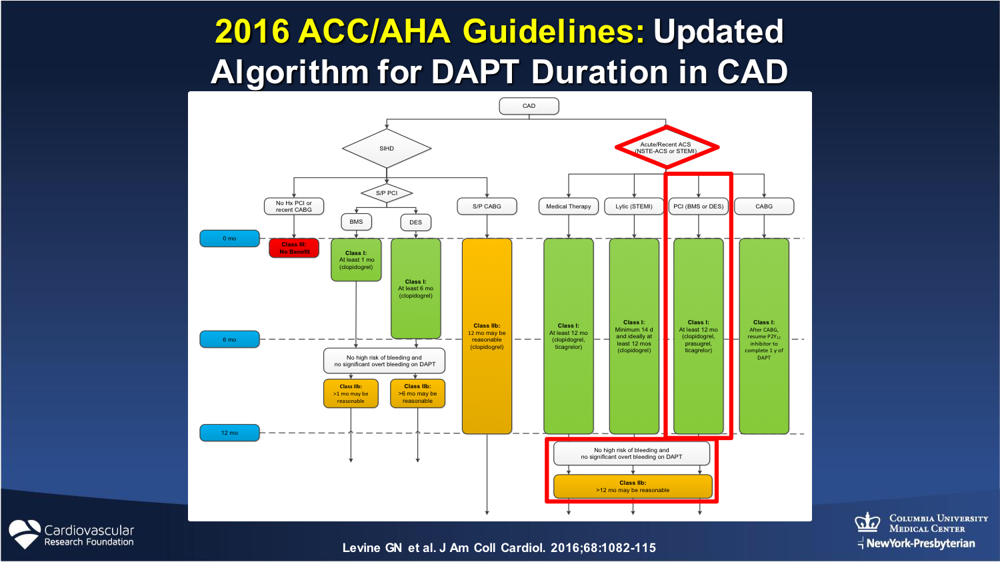 2016 ACC/AHA Guidelines: Updated
Algorithm for DAPT Duration in CAD
CAD
SIHD
Acute/Recent ACS
(NSTE-ACS or STEMI)
No Hx PCI or
recent CABG
S/P PCI
BMS
DES
S/P CABG
Medical Therapy
Lytic (STEMI)
PCI (BMS or DES)
CABG
0 mo
Class III:
No Benefit
Class I:
At least 1 mo
(clopidogrel)
Class I:
At least 6 mo
(clopidogrel)
Class IIb:
12 mo may be
reasonable
(clopidogrel)
Class I:
At least 12 mo
(clopidogrel,
ticagrelor)
Class I:
Minimum 14 d
and ideally at
least 12 mos
(clopidogrel)
Class I:
At least 12 mo
(clopidogrel,
prasugrel,
ticagrelor)
Class I:
After CABG,
resume P2Y₁₂
inhibitor to
complete 1 y of
DAPT
6 mo
No high risk of bleeding and
no significant overt bleeding on DAPT
Class IIb:
>1 mo may be
reasonable
Class IIb:
>6 mo may be
reasonable
12 mo
No high risk of bleeding and
no significant overt bleeding on DAPT
Class IIb:
>12 mo may be reasonable
Cardiovascular
Research Foundation
Levine GN et al. J Am Coll Cardiol. 2016;68:1082-115
COLUMBIA UNIVERSITY
MEDICAL CENTER
NewYork-Presbyterian